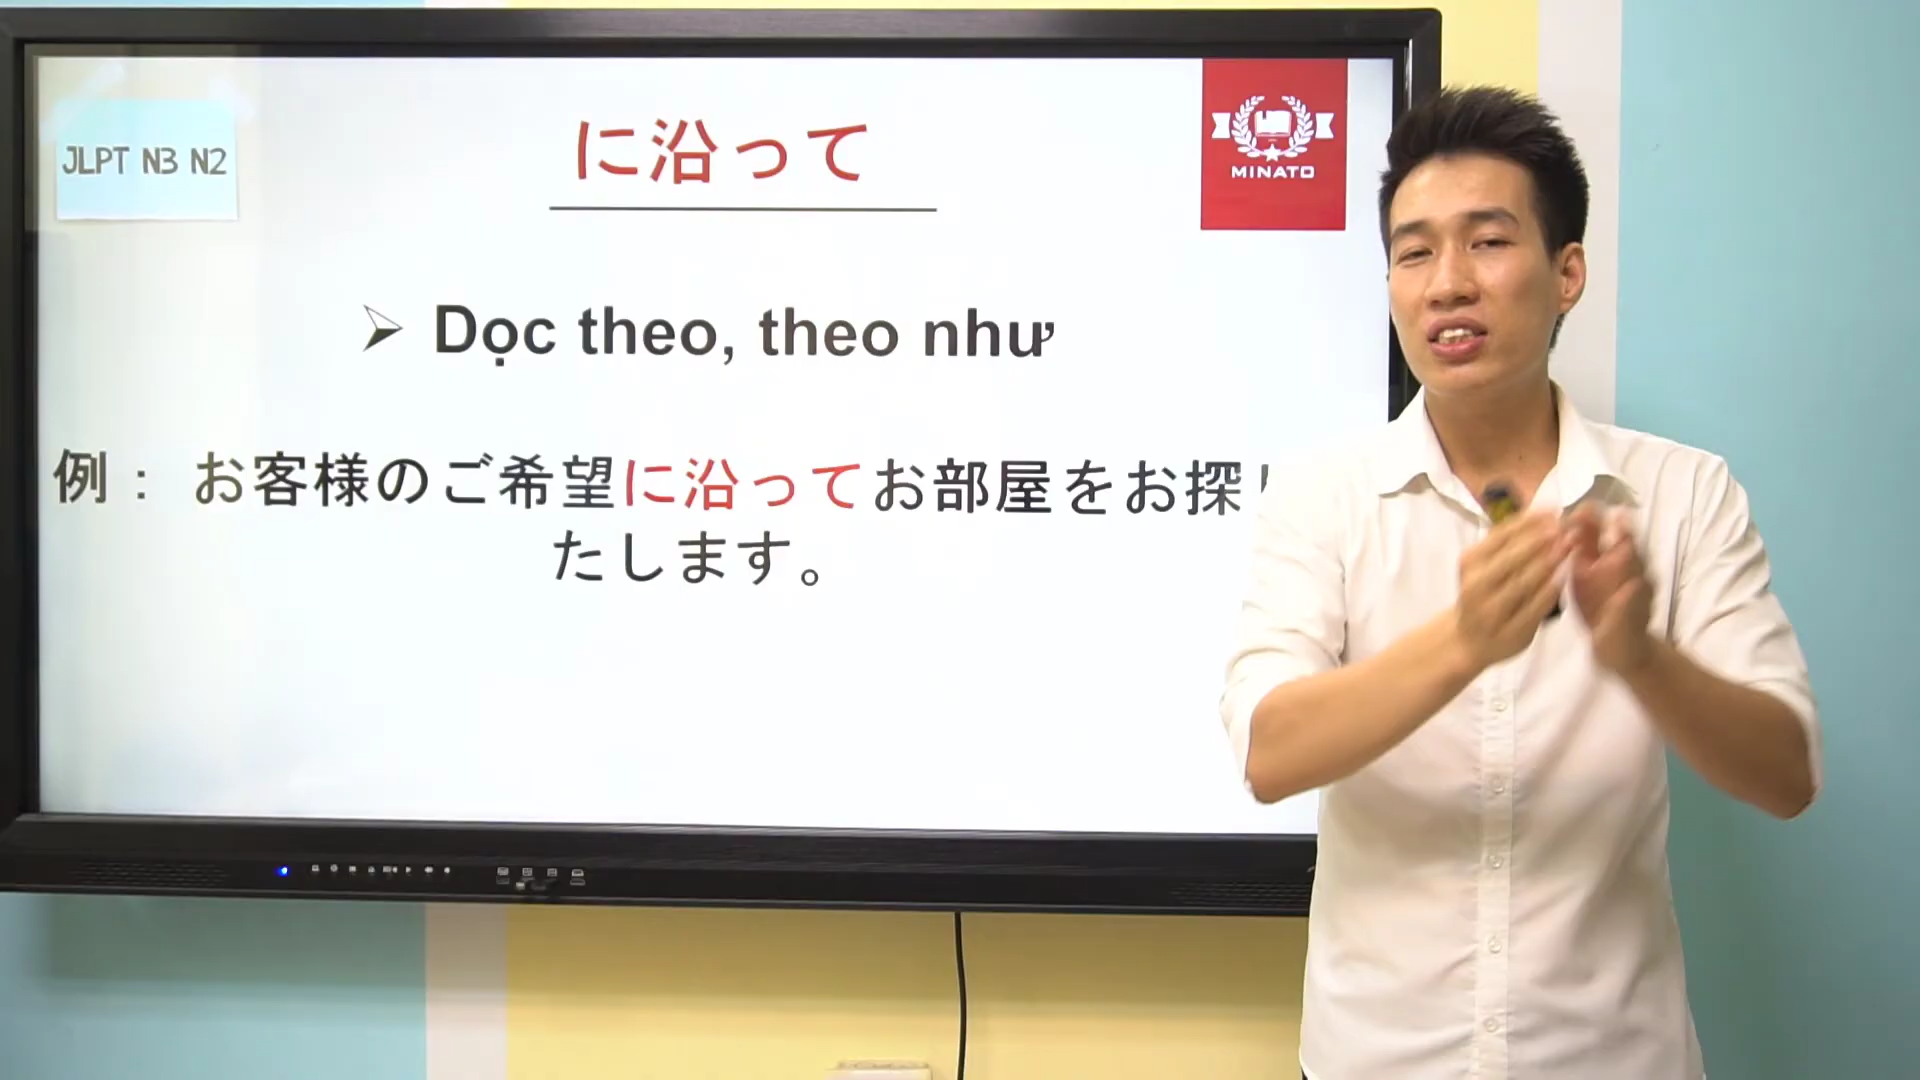 JLPT N3 N2
に沿って
MINATO
Dọc theo, theo như
例： お客様のご希望に沿ってお部屋をお探し
たします。